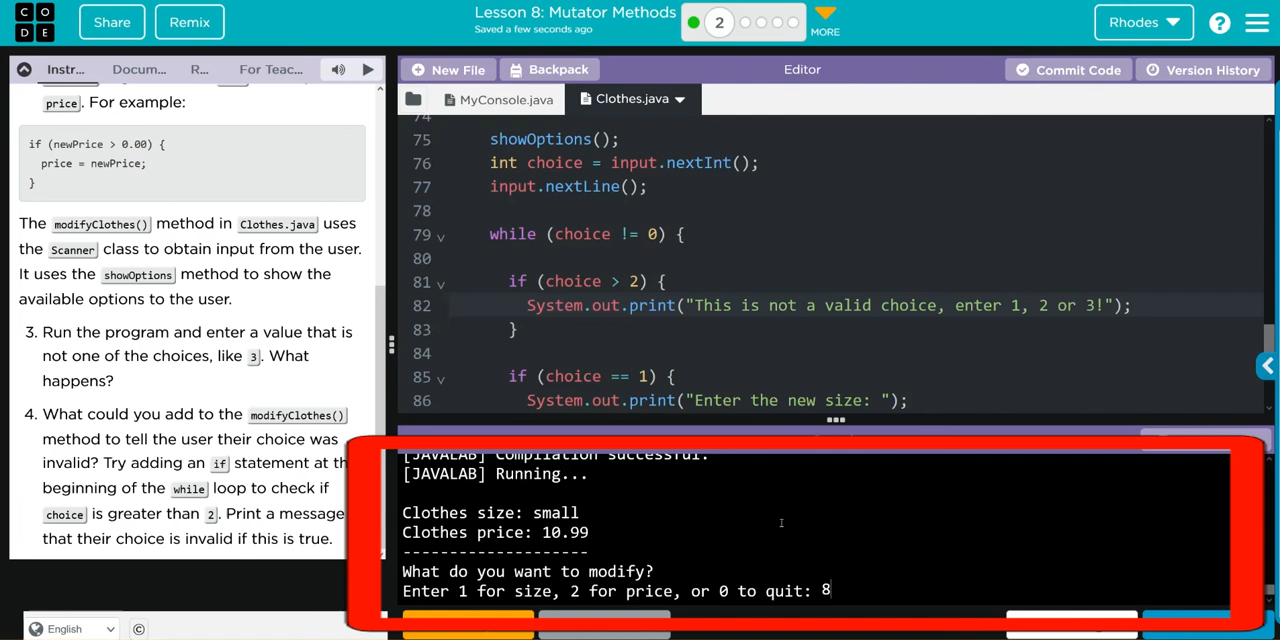 CODE
Share
Remix
Lesson 8: Mutator Methods
Saved a few seconds ago
2
MORE
Rhodes
?
Instr...
Docum...
R...
For Teac...
New File
Backpack
Editor
Commit Code
Version History
MyConsole.java
Clothes.java
price. For example:
if (newPrice > 0.00) {
price = newPrice;
}
The modifyClothes() method in Clothes.java uses
the Scanner class to obtain input from the user.
It uses the showOptions method to show the
available options to the user.
3. Run the program and enter a value that is
not one of the choices, like 3. What
happens?
4. What could you add to the modifyClothes()
method to tell the user their choice was
invalid? Try adding an if statement at th
beginning of the while loop to check if
choice is greater than 2. Print a message
that their choice is invalid if this is true.
74
75 showOptions();
76 int choice = input.nextInt();
77 input.nextLine();
78
79 while (choice != 0) {
80
81 if (choice > 2) {
82 System.out.print("This is not a valid choice, enter 1, 2 or 3!");
83 }
84
85 if (choice == 1) {
86 System.out.print("Enter the new size: ");
[JAVALAB] Compilation successful.
[JAVALAB] Running...
Clothes size: small
Clothes price: 10.99
-------------------
What do you want to modify?
Enter 1 for size, 2 for price, or 0 to quit: 8
English
©